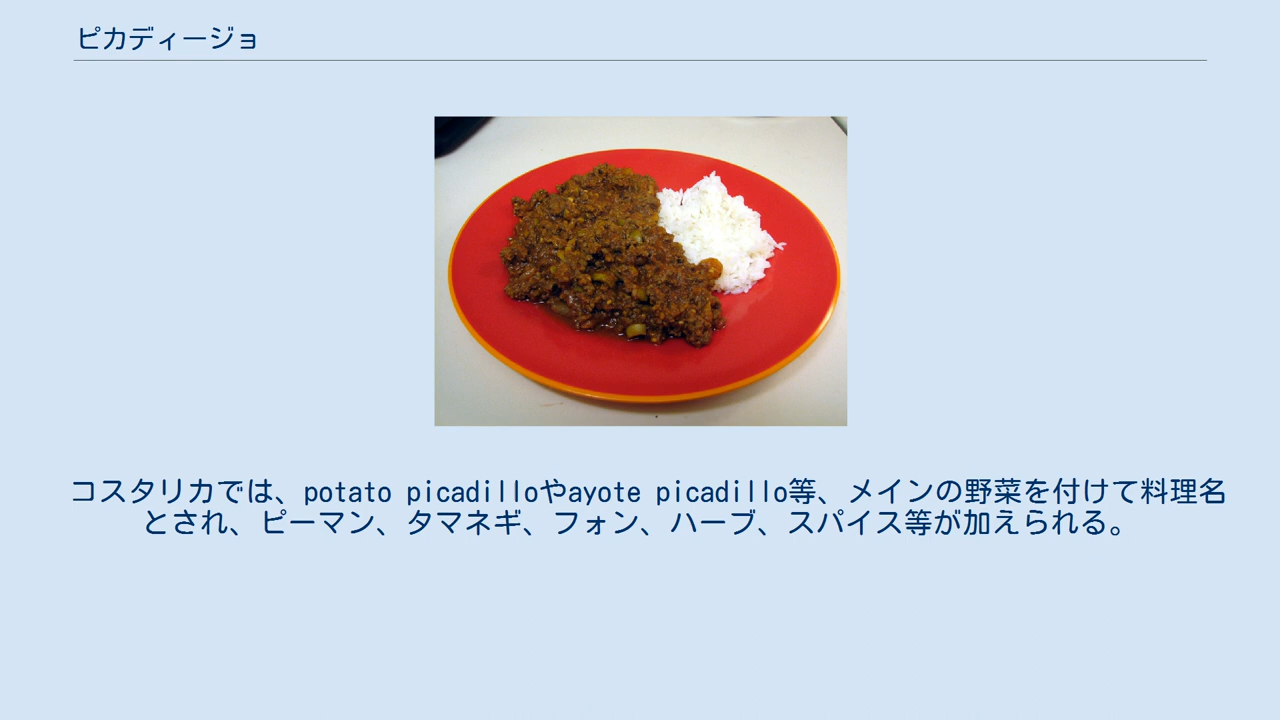 ピカディージョ
コスタリカでは、potato picadilloやayote picadillo等、メインの野菜を付けて料理名
とされ、ピーマン、タマネギ、フォン、ハーブ、スパイス等が加えられる。